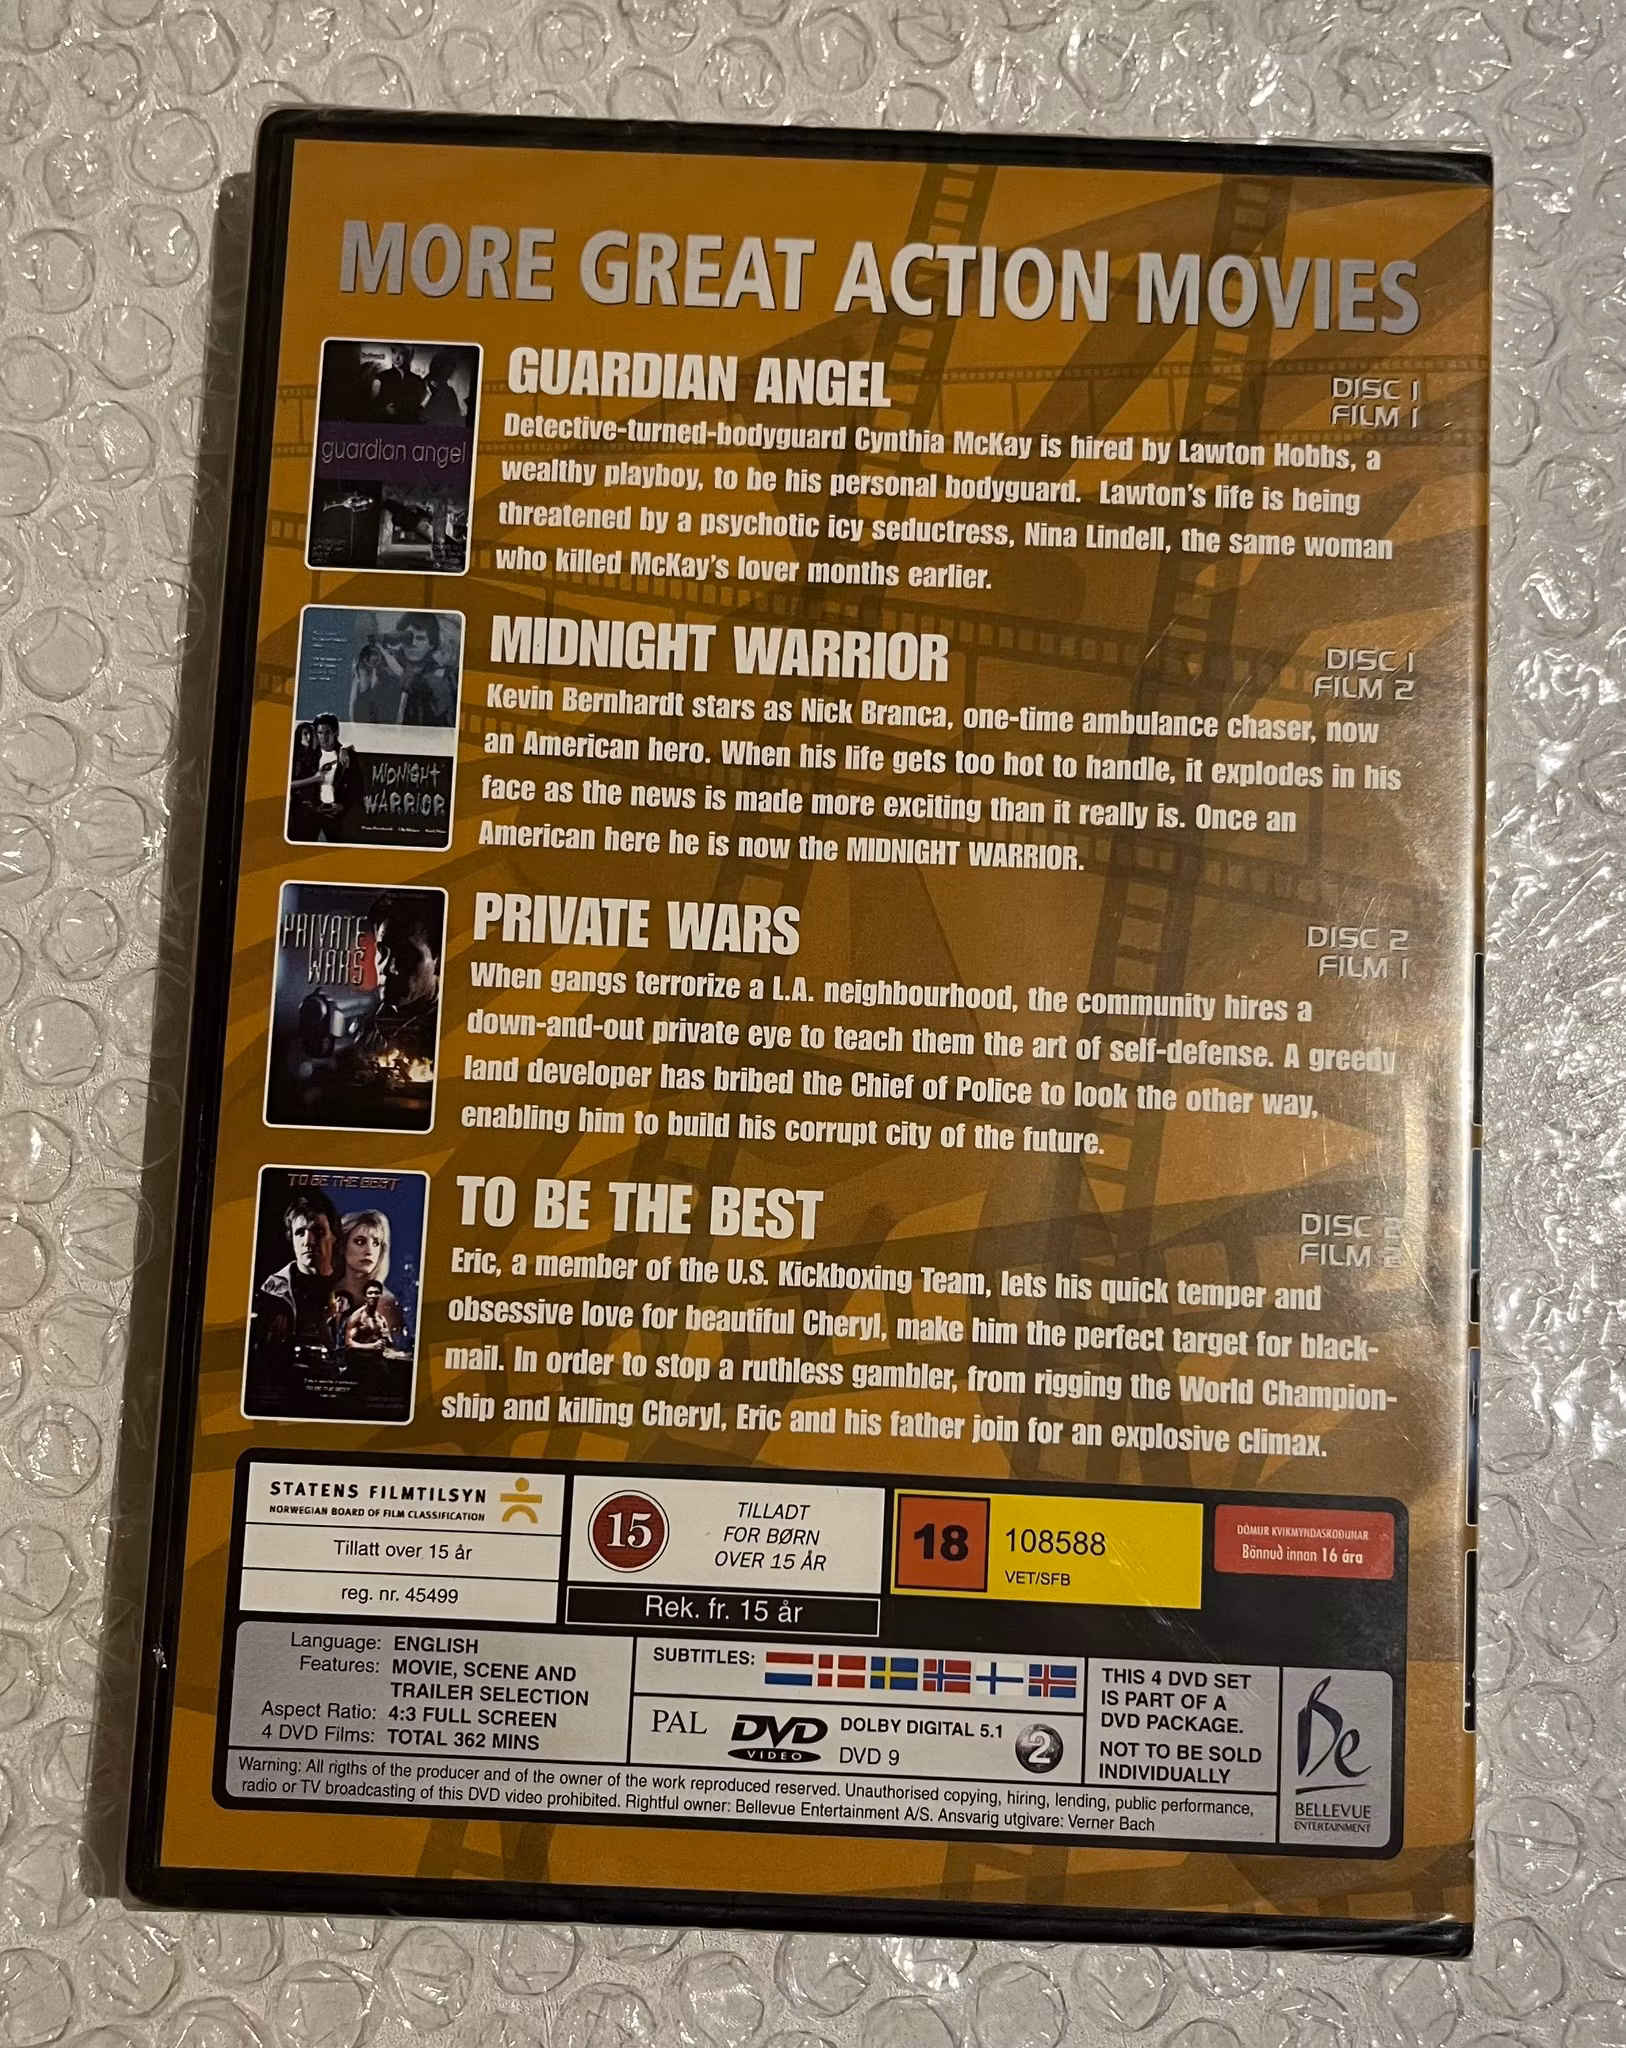 MORE GREAT ACTION MOVIES
guardian angel
GUARDIAN ANGEL
DISC 1
FILM 1
Detective-turned-bodyguard Cynthia McKay is hired by Lawton Hobbs, a
wealthy playboy, to be his personal bodyguard. Lawton's life is being
threatened by a psychotic icy seductress, Nina Lindell, the same woman
who killed McKay's lover months earlier.
MIDNIGHT
WARRIOR
MIDNIGHT WARRIOR
DISC 1
FILM 2
Kevin Bernhardt stars as Nick Branca, one-time ambulance chaser, now
an American hero. When his life gets too hot to handle, it explodes in his
face as the news is made more exciting than it really is. Once an
American here he is now the MIDNIGHT WARRIOR.
PRIVATE
WARS
PRIVATE WARS
DISC 2
FILM 1
When gangs terrorize a L.A. neighbourhood, the community hires a
down-and-out private eye to teach them the art of self-defense. A greedy
land developer has bribed the Chief of Police to look the other way,
enabling him to build his corrupt city of the future.
TO BE THE BEST
TO BE THE BEST
TO BE THE BEST
DISC 2
FILM 2
Eric, a member of the U.S. Kickboxing Team, lets his quick temper and
obsessive love for beautiful Cheryl, make him the perfect target for black-
mail. In order to stop a ruthless gambler, from rigging the World Champion-
ship and killing Cheryl, Eric and his father join for an explosive climax.
STATENS FILMTILSYN
NORWEGIAN BOARD OF FILM CLASSIFICATION
Tillatt over 15 år
reg. nr. 45499
15
TILLADT
FOR BØRN
OVER 15 ÅR
Rek. fr. 15 år
18
108588
VET/SFB
DÓMUR KVIKMYNDASKOÐUNAR
Bönnuð innan 16 ára
Language: ENGLISH
Features: MOVIE, SCENE AND
TRAILER SELECTION
Aspect Ratio: 4:3 FULL SCREEN
4 DVD Films: TOTAL 362 MINS
SUBTITLES:
PAL
DVD
VIDEO
DOLBY DIGITAL 5.1
DVD 9
2
THIS 4 DVD SET
IS PART OF A
DVD PACKAGE.
NOT TO BE SOLD
INDIVIDUALLY
Be
BELLEVUE
ENTERTAINMENT
Warning: All rigths of the producer and of the owner of the work reproduced reserved. Unauthorised copying, hiring, lending, public performance,
radio or TV broadcasting of this DVD video prohibited. Rightful owner: Bellevue Entertainment A/S. Ansvarig utgivare: Verner Bach